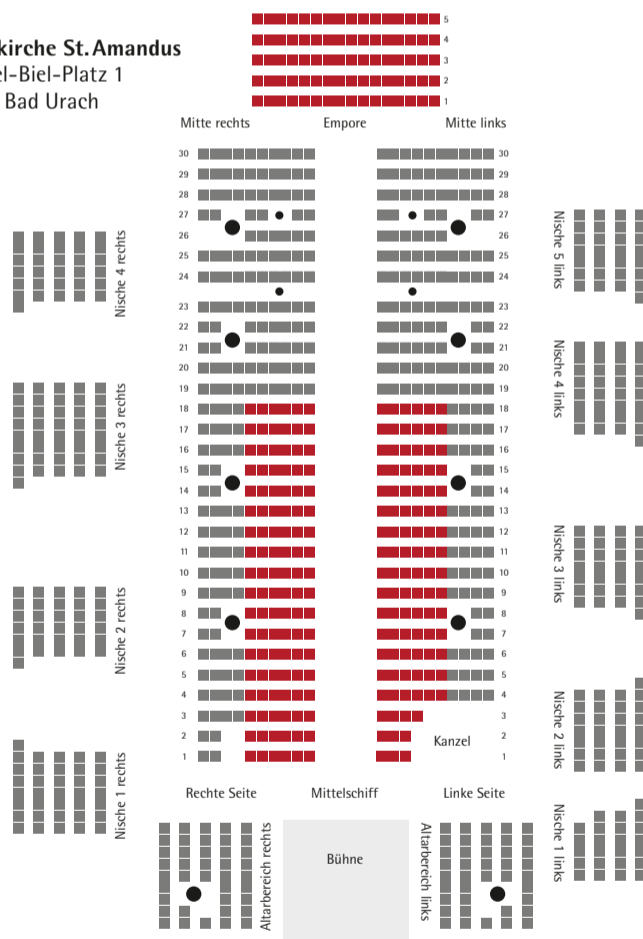 kirche St. Amandus
el-Biel-Platz 1
Bad Urach
5
4
3
2
1
Mitte rechts Empore Mitte links
30 30
29 29
28 28
27 27
26 26
25 25
24 24
23 23
22 22
21 21
20 20
19 19
18 18
17 17
16 16
15 15
14 14
13 13
12 12
11 11
10 10
9 9
8 8
7 7
6 6
5 5
4 4
3 3
2 Kanzel 2
1 1
Nische 4 rechts
Nische 3 rechts
Nische 2 rechts
Nische 1 rechts
Nische 5 links
Nische 4 links
Nische 3 links
Nische 2 links
Nische 1 links
Rechte Seite Mittelschiff Linke Seite
Altarbereich rechts
Bühne
Altarbereich links